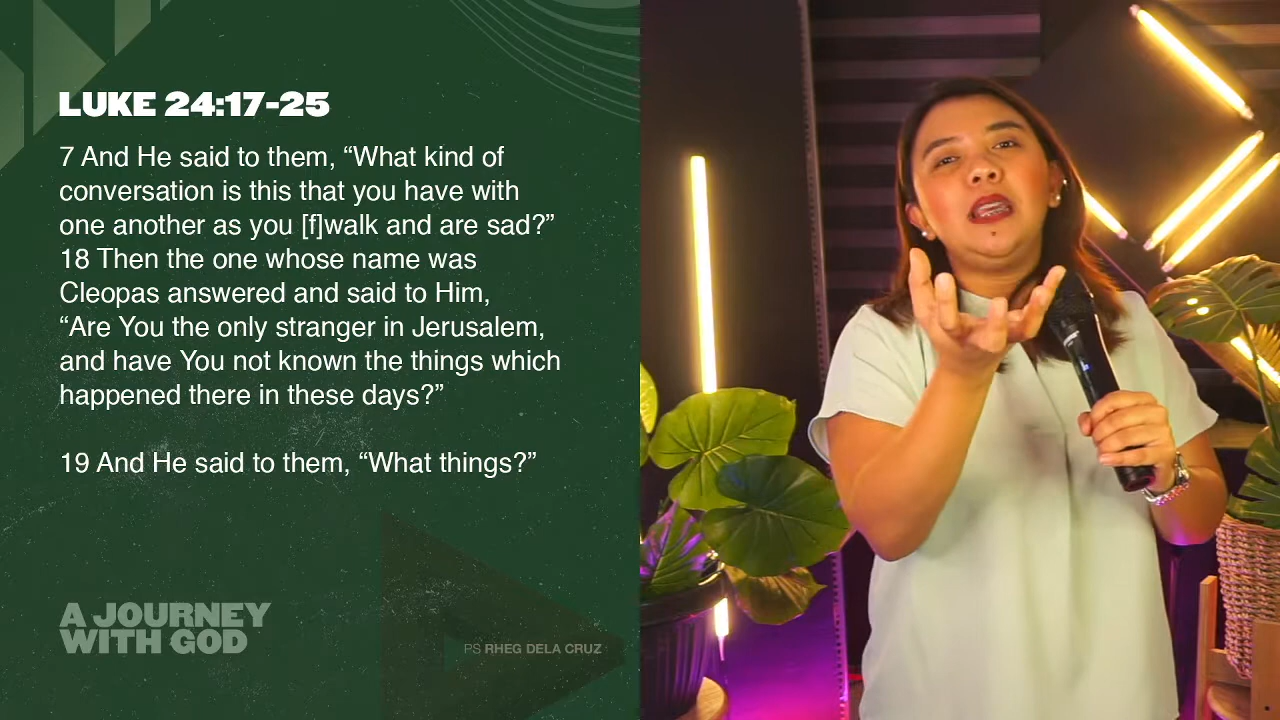 LUKE 24:17-25
7 And He said to them, “What kind of
conversation is this that you have with
one another as you [f]walk and are sad?”
18 Then the one whose name was
Cleopas answered and said to Him,
“Are You the only stranger in Jerusalem,
and have You not known the things which
happened there in these days?”
19 And He said to them, “What things?”
A JOURNEY
WITH GOD
PS RHEG DELA CRUZ